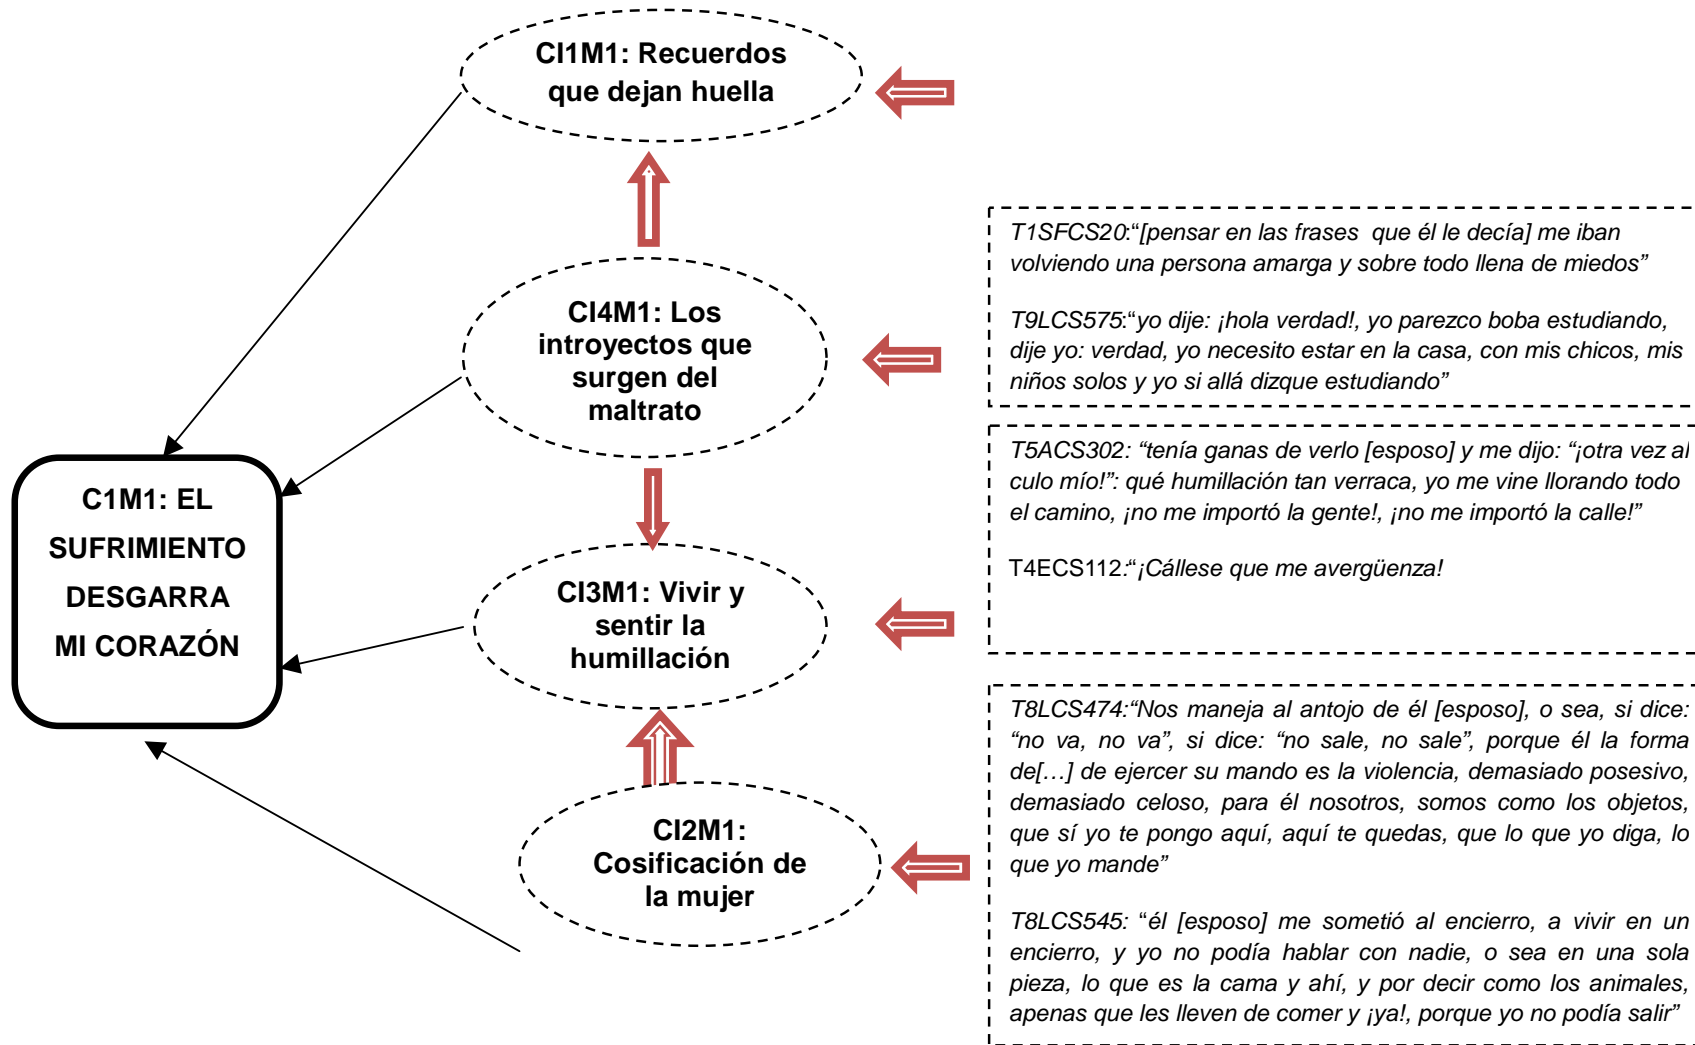 CI1M1: Recuerdos
que dejan huella
T1SFCS20:“[pensar en las frases  que él le decía] me iban
volviendo una persona amarga y sobre todo llena de miedos”
T9LCS575:“yo dije: ¡hola verdad!, yo parezco boba estudiando,
dije yo: verdad, yo necesito estar en la casa, con mis chicos, mis
niños solos y yo si allá dizque estudiando”
CI4M1: Los
introyectos que
surgen del
maltrato
T5ACS302: “tenía ganas de verlo [esposo] y me dijo: “¡otra vez al
culo mío!”: qué humillación tan verraca, yo me vine llorando todo
el camino, ¡no me importó la gente!, ¡no me importó la calle!”
T4ECS112:“¡Cállese que me avergüenza!
C1M1: EL
SUFRIMIENTO
DESGARRA
MI CORAZÓN
CI3M1: Vivir y
sentir la
humillación
T8LCS474:“Nos maneja al antojo de él [esposo], o sea, si dice:
“no va, no va”, si dice: “no sale, no sale”, porque él la forma
de[…] de ejercer su mando es la violencia, demasiado posesivo,
demasiado celoso, para él nosotros, somos como los objetos,
que sí yo te pongo aquí, aquí te quedas, que lo que yo diga, lo
que yo mande”
T8LCS545: “él [esposo] me sometió al encierro, a vivir en un
encierro, y yo no podía hablar con nadie, o sea en una sola
pieza, lo que es la cama y ahí, y por decir como los animales,
apenas que les lleven de comer y ¡ya!, porque yo no podía salir”
CI2M1:
Cosificación de
la mujer